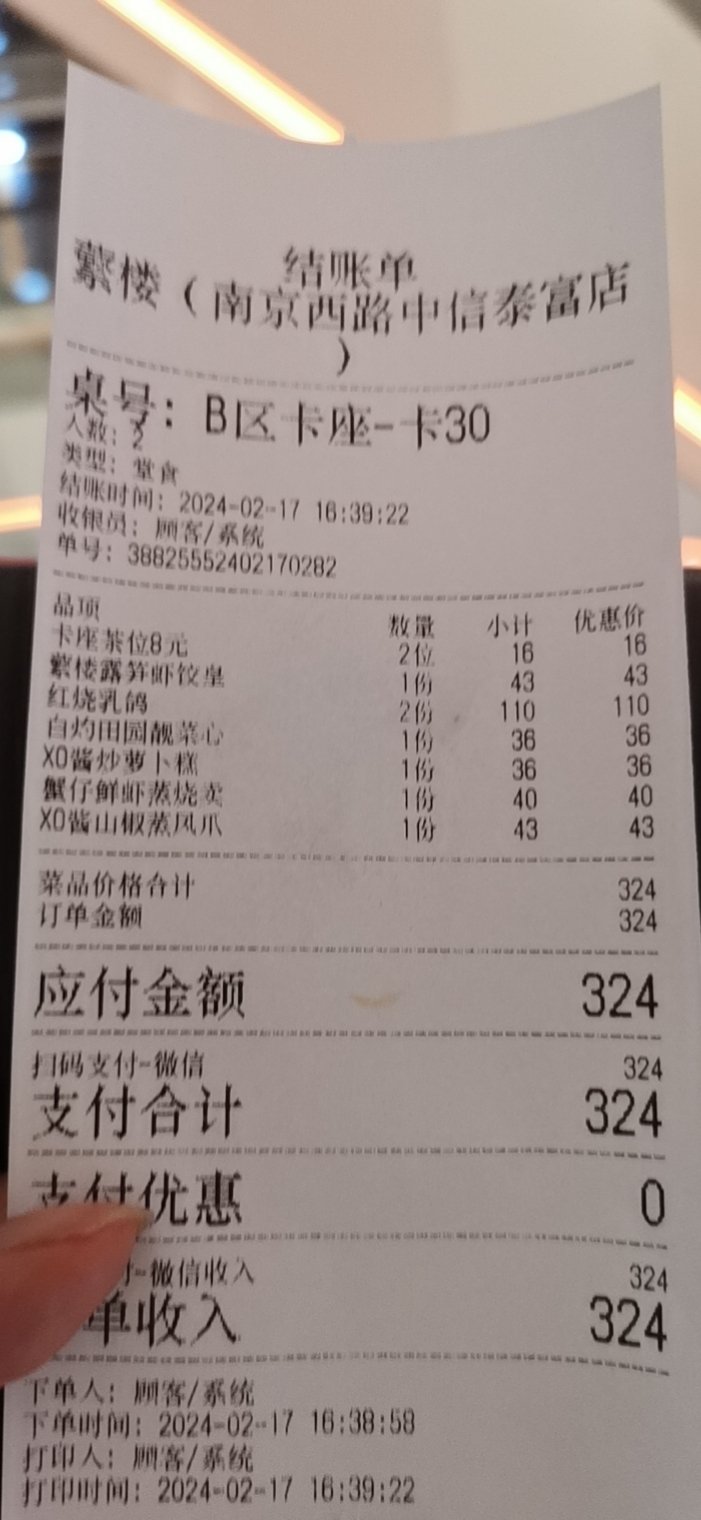 结账单
蘩楼（南京西路中信泰富店
）
桌号：B区卡座-卡30
人数：2
类型：堂食
结账时间：2024-02-17 16:39:22
收银员：顾客/系统
单号：38825552402170282
品项 数量 小计 优惠价
卡座茶位8元 2位 16 16
蘩楼露笋虾饺皇 1份 43 43
红烧乳鸽 2份 110 110
白灼田园靓菜心 1份 36 36
XO酱炒萝卜糕 1份 36 36
蟹仔鲜虾蒸烧卖 1份 40 40
XO酱山椒蒸凤爪 1份 43 43
菜品价格合计 324
订单金额 324
应付金额 324
扫码支付-微信 324
支付合计 324
支付优惠 0
付-微信收入 324
单收入 324
下单人：顾客/系统
下单时间：2024-02-17 16:38:58
打印人：顾客/系统
打印时间：2024-02-17 16:39:22